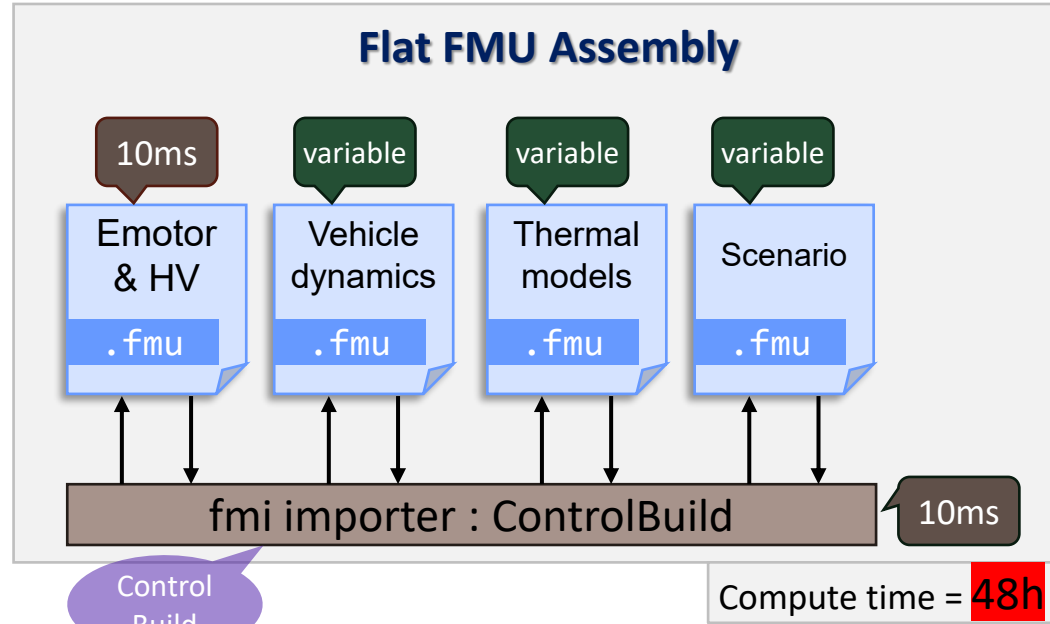 Flat FMU Assembly
10ms
variable
variable
variable
Emotor
& HV
.fmu
Vehicle
dynamics
.fmu
Thermal
models
.fmu
Scenario
.fmu
fmi importer : ControlBuild
10ms
Control
Build
Compute time = 48h